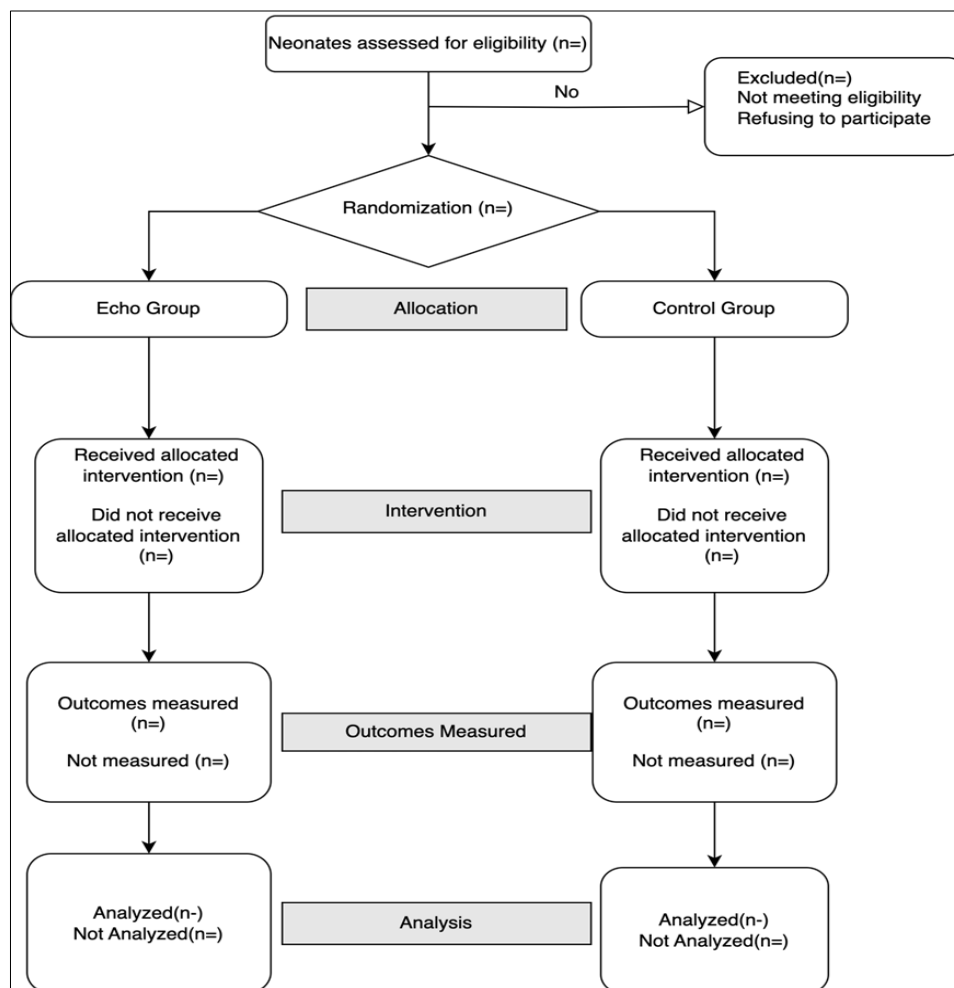 Neonates assessed for eligibility (n=)
No
Excluded(n=)
Not meeting eligibility
Refusing to participate
Randomization (n=)
Echo Group
Allocation
Control Group
Received allocated
intervention (n=)
Did not receive
allocated intervention
(n=)
Intervention
Received allocated
intervention (n=)
Did not receive
allocated intervention
(n=)
Outcomes measured
(n=)
Not measured (n=)
Outcomes Measured
Outcomes measured
(n=)
Not measured (n=)
Analyzed(n-)
Not Analyzed(n=)
Analysis
Analyzed(n-)
Not Analyzed(n=)